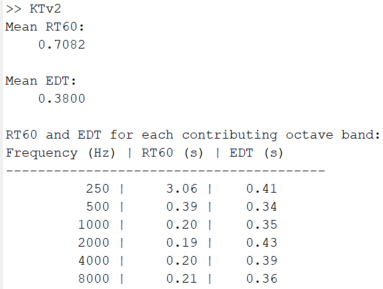 >> KTv2
Mean RT60:
    0.7082

Mean EDT:
    0.3800

RT60 and EDT for each contributing octave band:
Frequency (Hz) | RT60 (s) | EDT (s)
----------------------------------------
          250 |     3.06 |    0.41
          500 |     0.39 |    0.34
         1000 |     0.20 |    0.35
         2000 |     0.19 |    0.43
         4000 |     0.20 |    0.39
         8000 |     0.21 |    0.36